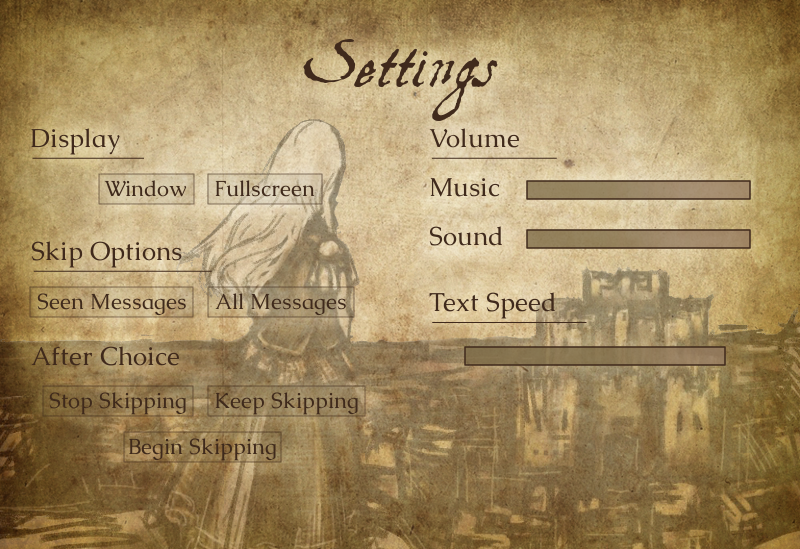 Settings
Display
Window Fullscreen
Skip Options
Seen Messages All Messages
After Choice
Stop Skipping Keep Skipping
Begin Skipping
Volume
Music
Sound
Text Speed